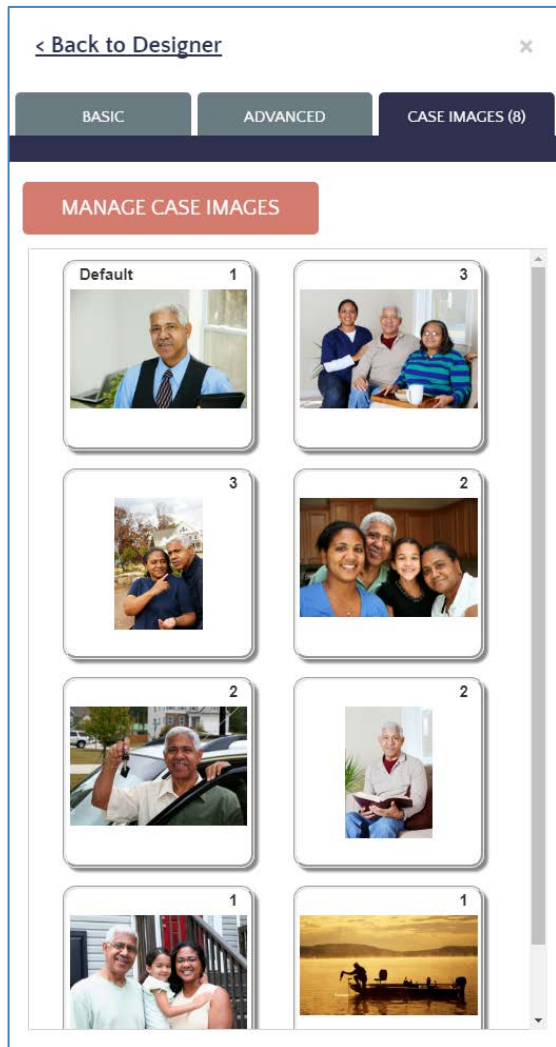 < Back to Designer ×
BASIC ADVANCED CASE IMAGES (8)
MANAGE CASE IMAGES
Default 1 3
3 2
2 2
1 1